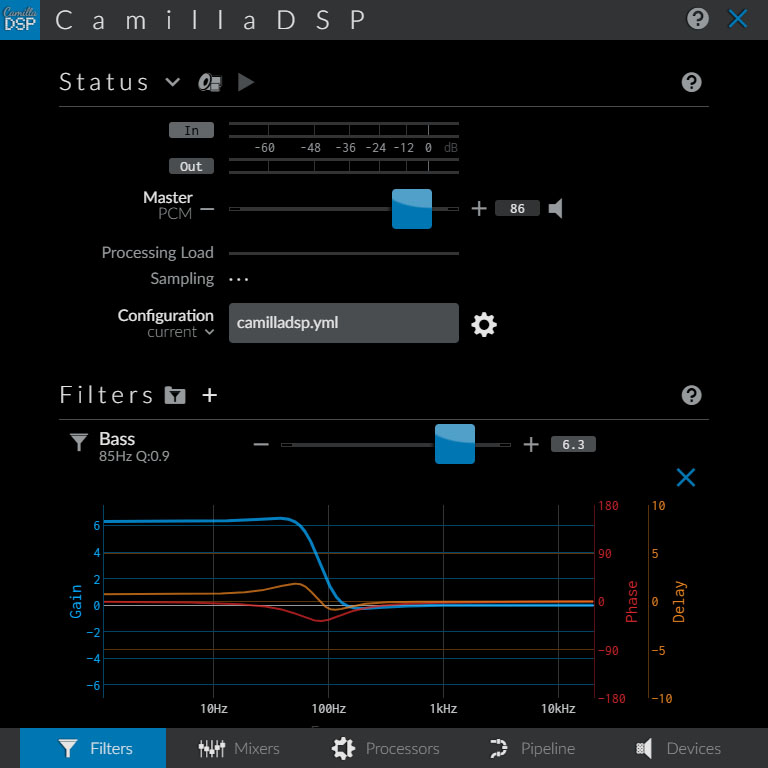 Camilla
DSP
CamillaDSP
Status
In
-60 -48 -36 -24 -12 0 dB
Out
Master
PCM
86
Processing Load
Sampling
...
Configuration
current
camilladsp.yml
Filters
Bass
85Hz Q:0.9
6.3
Gain
6
4
2
0
−2
−4
−6
180
90
0
−90
−180
Phase
10
5
0
−5
−10
Delay
10Hz 100Hz 1kHz 10kHz
Filters Mixers Processors Pipeline Devices